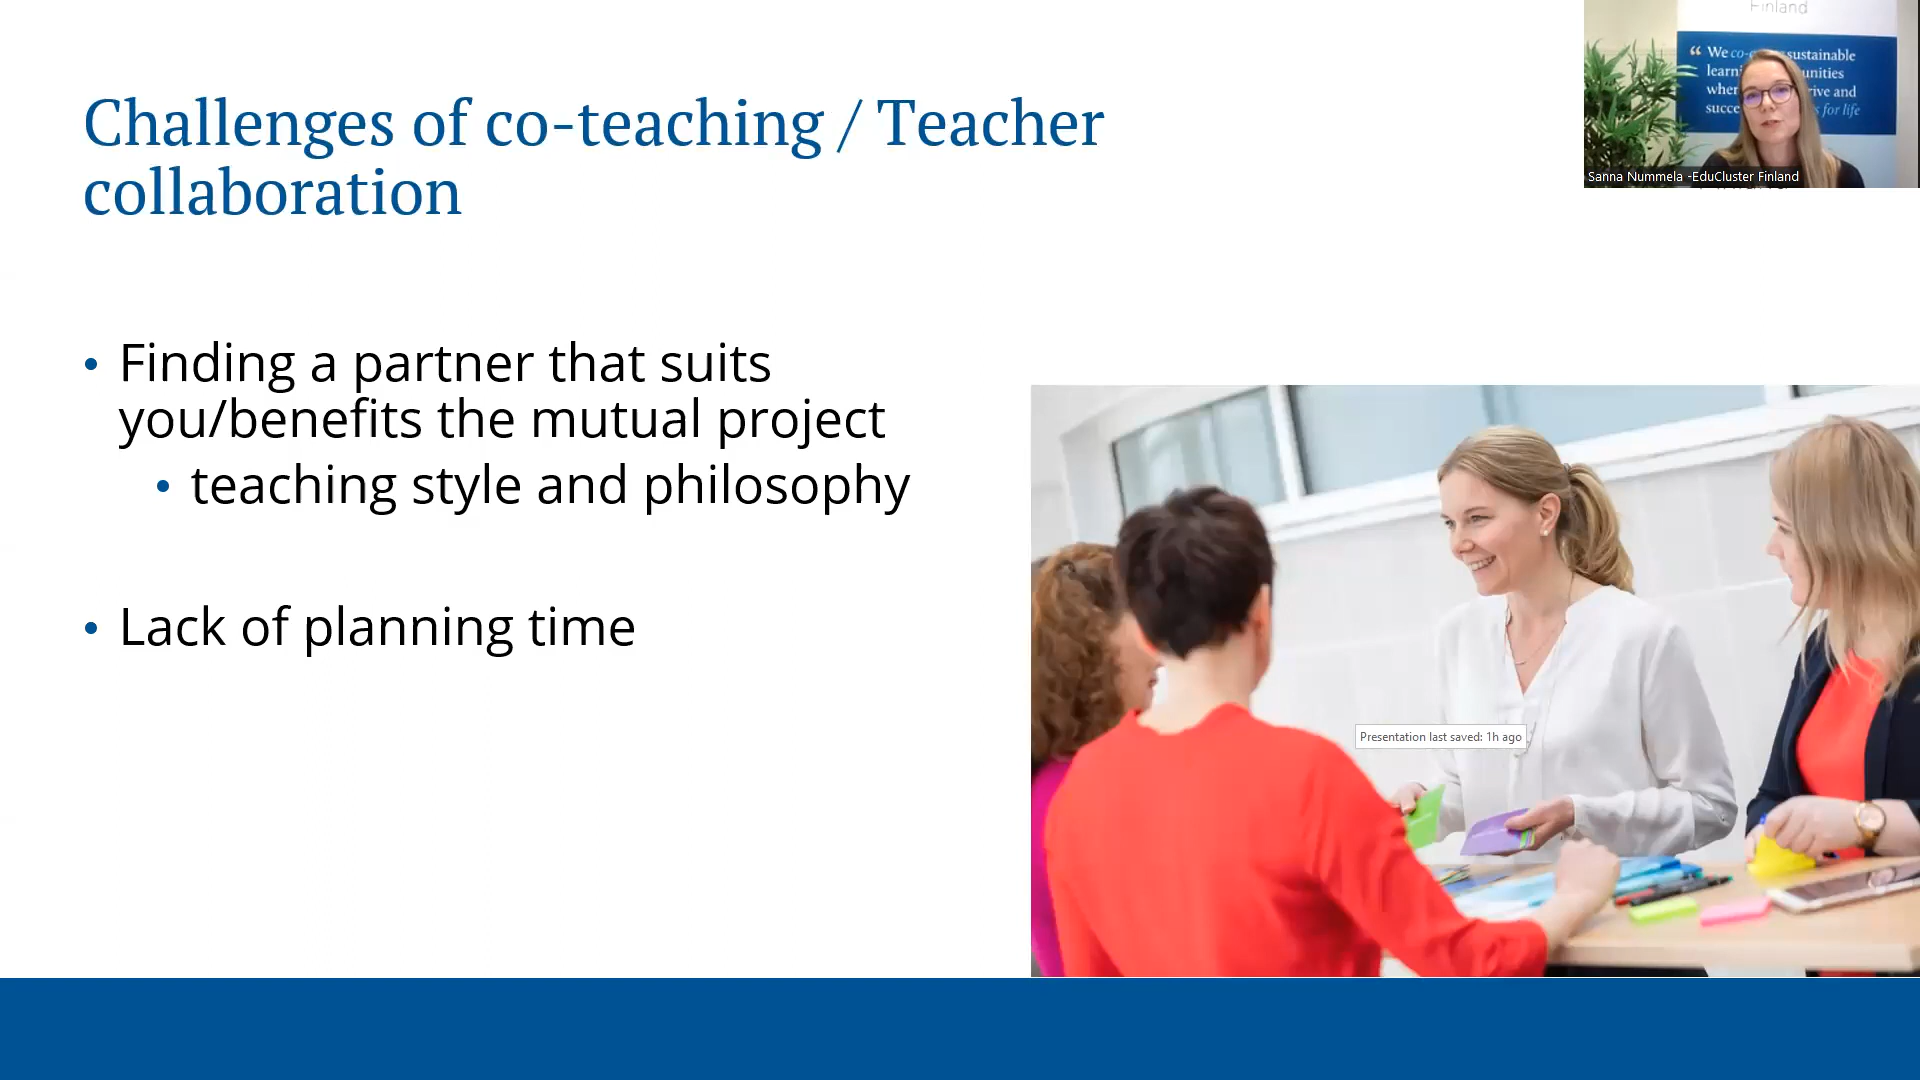 Challenges of co-teaching / Teacher
collaboration
• Finding a partner that suits
you/benefits the mutual project
• teaching style and philosophy
• Lack of planning time
Presentation last saved: 1h ago
Finland
“ We co- sustainable
learni unities
wher rive and
succe s for life
Sanna Nummela -EduCluster Finland